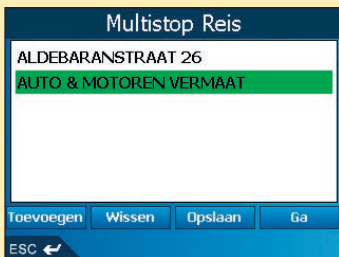 Multistop Reis
ALDEBARANSTRAAT 26
AUTO & MOTOREN VERMAAT
Toevoegen Wissen Opslaan Ga
ESC